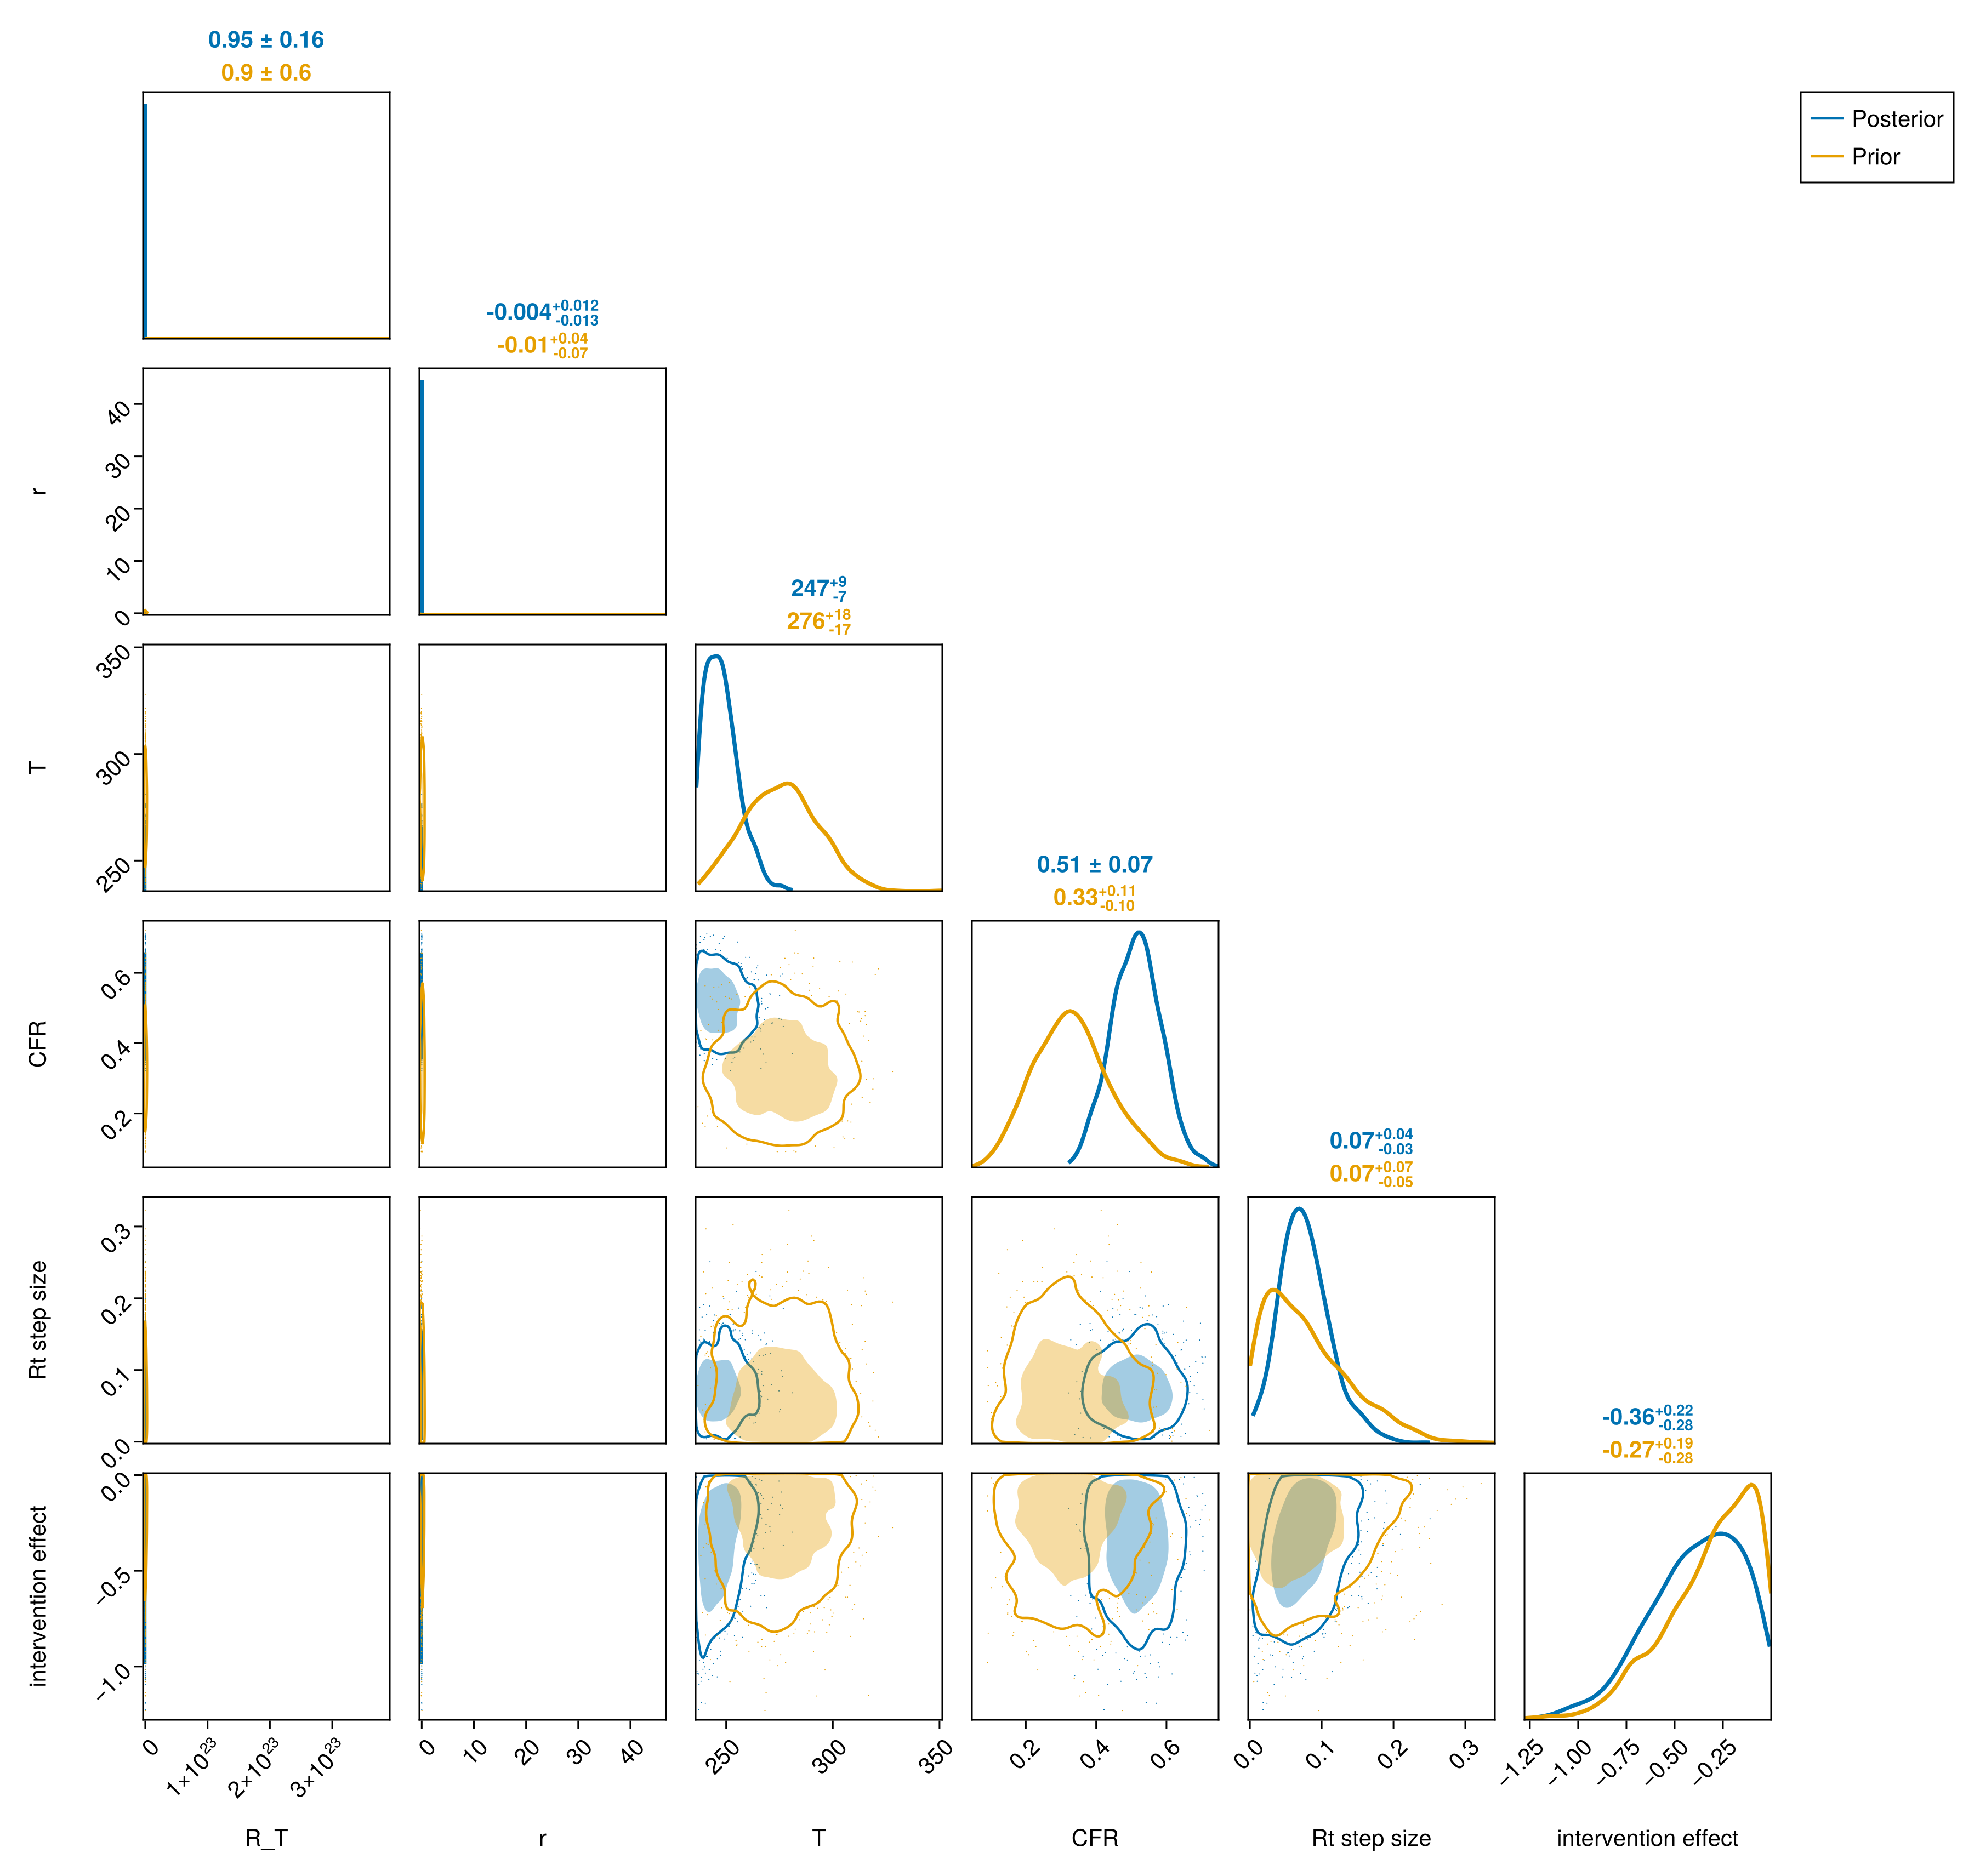 0.95 ± 0.16
0.9 ± 0.6
Posterior
Prior
-0.004+0.012-0.013
-0.01+0.04-0.07
r
40
30
20
10
0
247+9-7
276+18-17
T
350
300
250
0.51 ± 0.07
0.33+0.11-0.10
CFR
0.6
0.4
0.2
0.07+0.04-0.03
0.07+0.07-0.05
Rt step size
0.3
0.2
0.1
0.0
-0.36+0.22-0.28
-0.27+0.19-0.28
intervention effect
0.0
−0.5
−1.0
0 1×10²³ 2×10²³ 3×10²³ 0 10 20 30 40 250 300 350 0.2 0.4 0.6 0.0 0.1 0.2 0.3 −1.25 −1.00 −0.75 −0.50 −0.25
R_T r T CFR Rt step size intervention effect